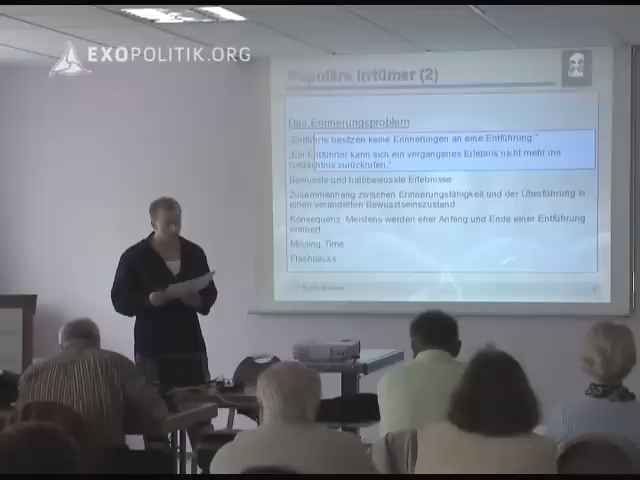 EXOPOLITIK.ORG
Populäre Irrtümer (2)
Das Erinnerungsproblem
„Entführte besitzen keine Erinnerungen an eine Entführung.“
„Ein Entführter kann sich ein vergangenes Erlebnis nicht mehr ins
Gedächtnis zurückrufen.“
Bewusste und halbbewusste Erlebnisse
Zusammenhang zwischen Erinnerungsfähigkeit und der Überführung in
einen veränderten Bewusstseinszustand
Konsequenz: Meistens werden eher Anfang und Ende einer Entführung
erinnert
Missing Time
Flashbacks